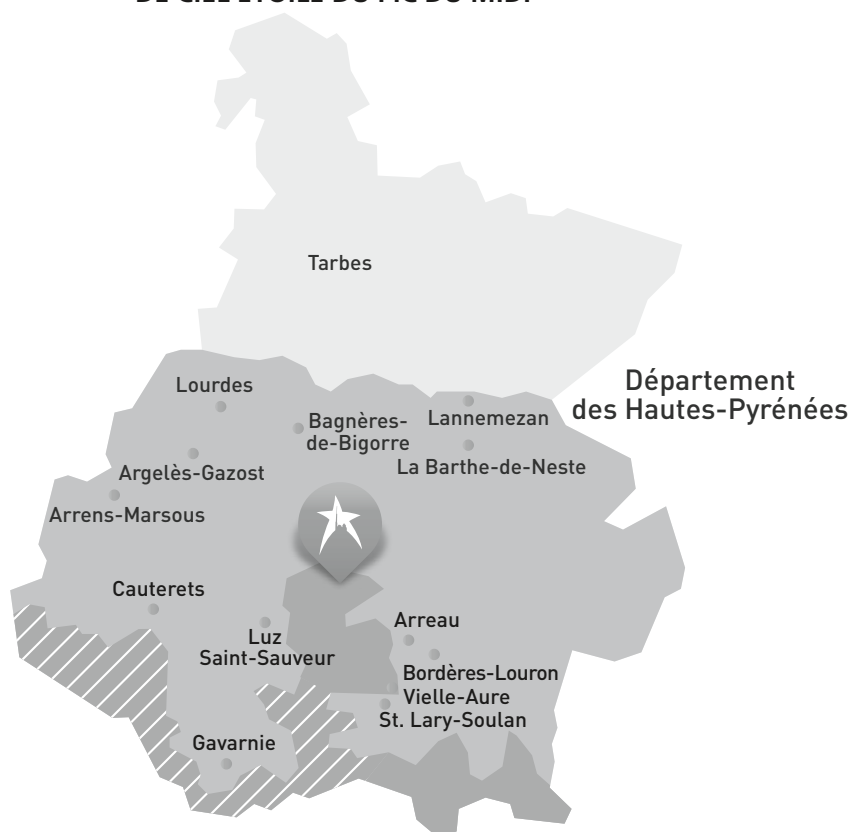 DE CIEL ÉTOILÉ DU PIC DU MIDI
Tarbes
Département
des Hautes-Pyrénées
Lourdes
Bagnères-
de-Bigorre
Lannemezan
La Barthe-de-Neste
Argelès-Gazost
Arrens-Marsous
Cauterets
Arreau
Luz
Saint-Sauveur
Bordères-Louron
Vielle-Aure
St. Lary-Soulan
Gavarnie